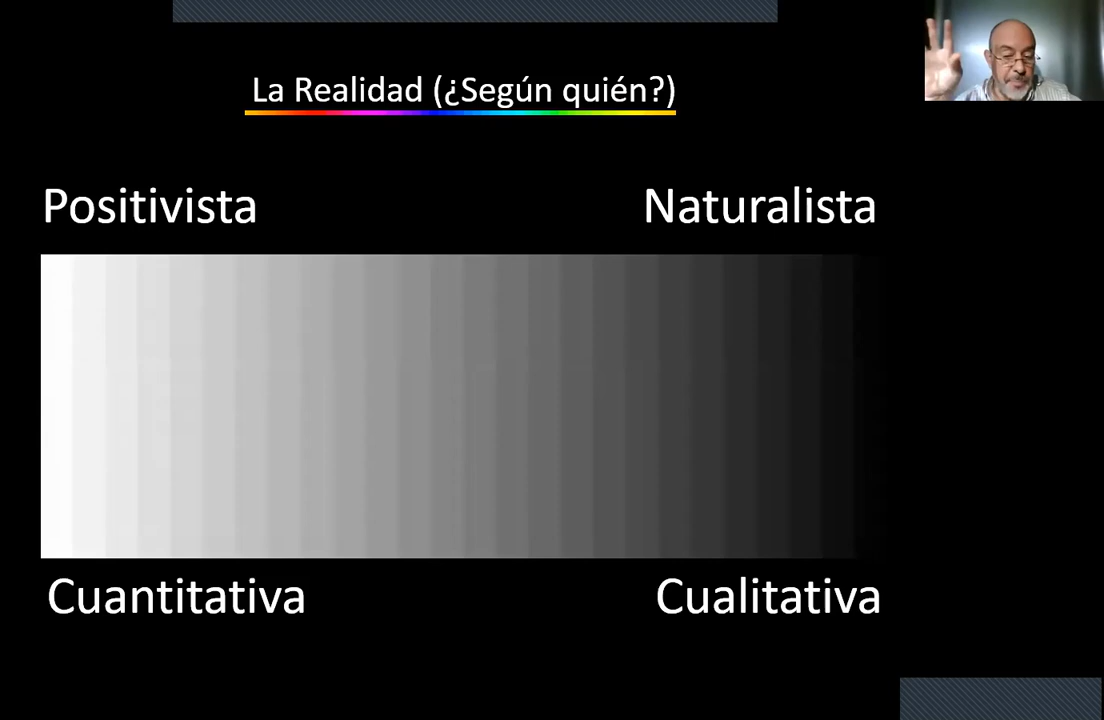 La Realidad (¿Según quién?)
Positivista
Naturalista
Cuantitativa
Cualitativa